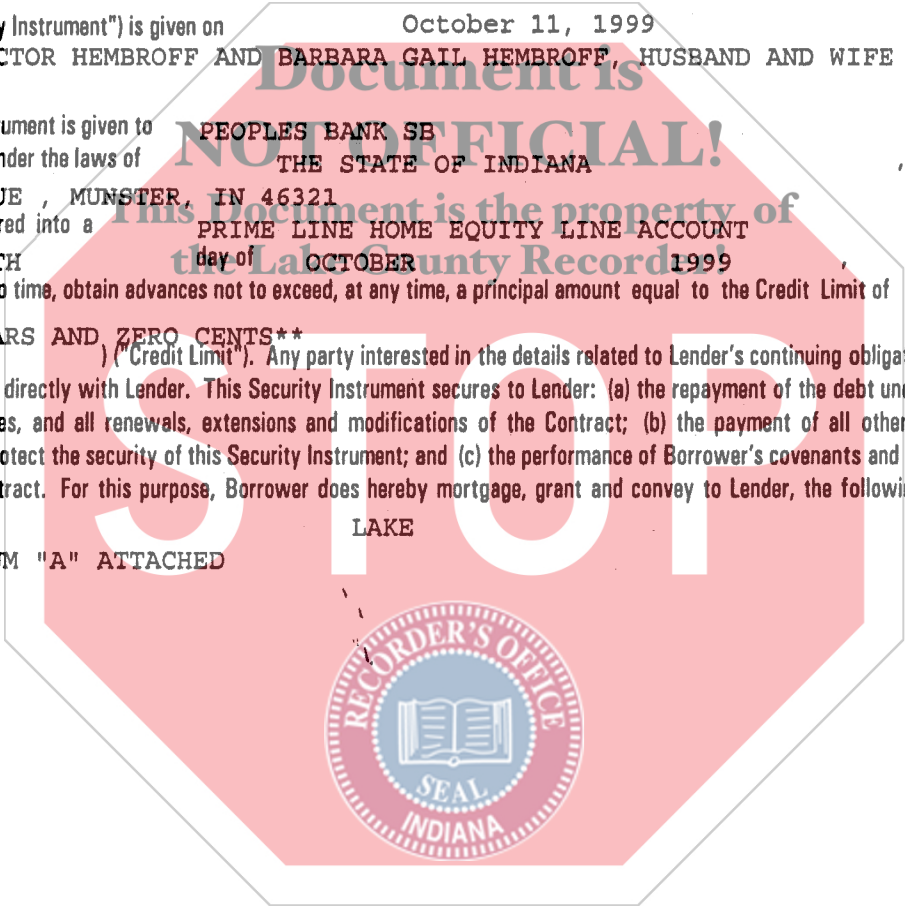 y Instrument") is given on October 11, 1999
CTOR HEMBROFF AND BARBARA GAIL HEMBROFF, HUSBAND AND WIFE
Document is
ument is given to PEOPLES BANK SB
NOT OFFICIAL!
nder the laws of THE STATE OF INDIANA ,
UE , MUNSTER, IN 46321
This Document is the property of
red into a PRIME LINE HOME EQUITY LINE ACCOUNT
the Lake County Recorder!
TH day of OCTOBER 1999 ,
o time, obtain advances not to exceed, at any time, a principal amount equal to the Credit Limit of
ARS AND ZERO CENTS**
) ("Credit Limit"). Any party interested in the details related to Lender's continuing obliga
directly with Lender. This Security Instrument secures to Lender: (a) the repayment of the debt un
es, and all renewals, extensions and modifications of the Contract; (b) the payment of all other
otect the security of this Security Instrument; and (c) the performance of Borrower's covenants and
tract. For this purpose, Borrower does hereby mortgage, grant and convey to Lender, the followi
STOP
LAKE
M "A" ATTACHED
RECORDER'S OFFICE
SEAL
INDIANA